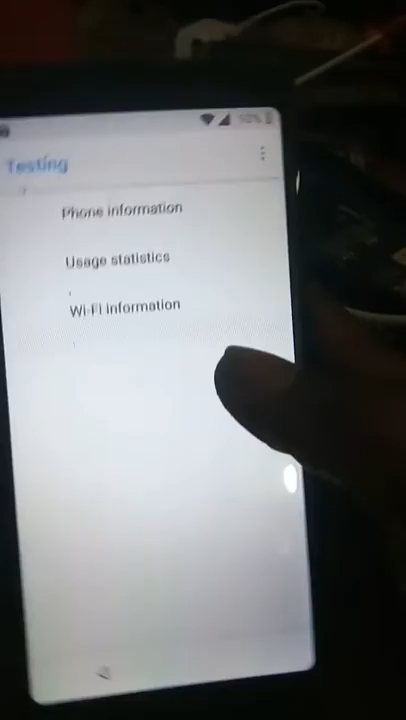 Testing
Phone information
Usage statistics
Wi-Fi information